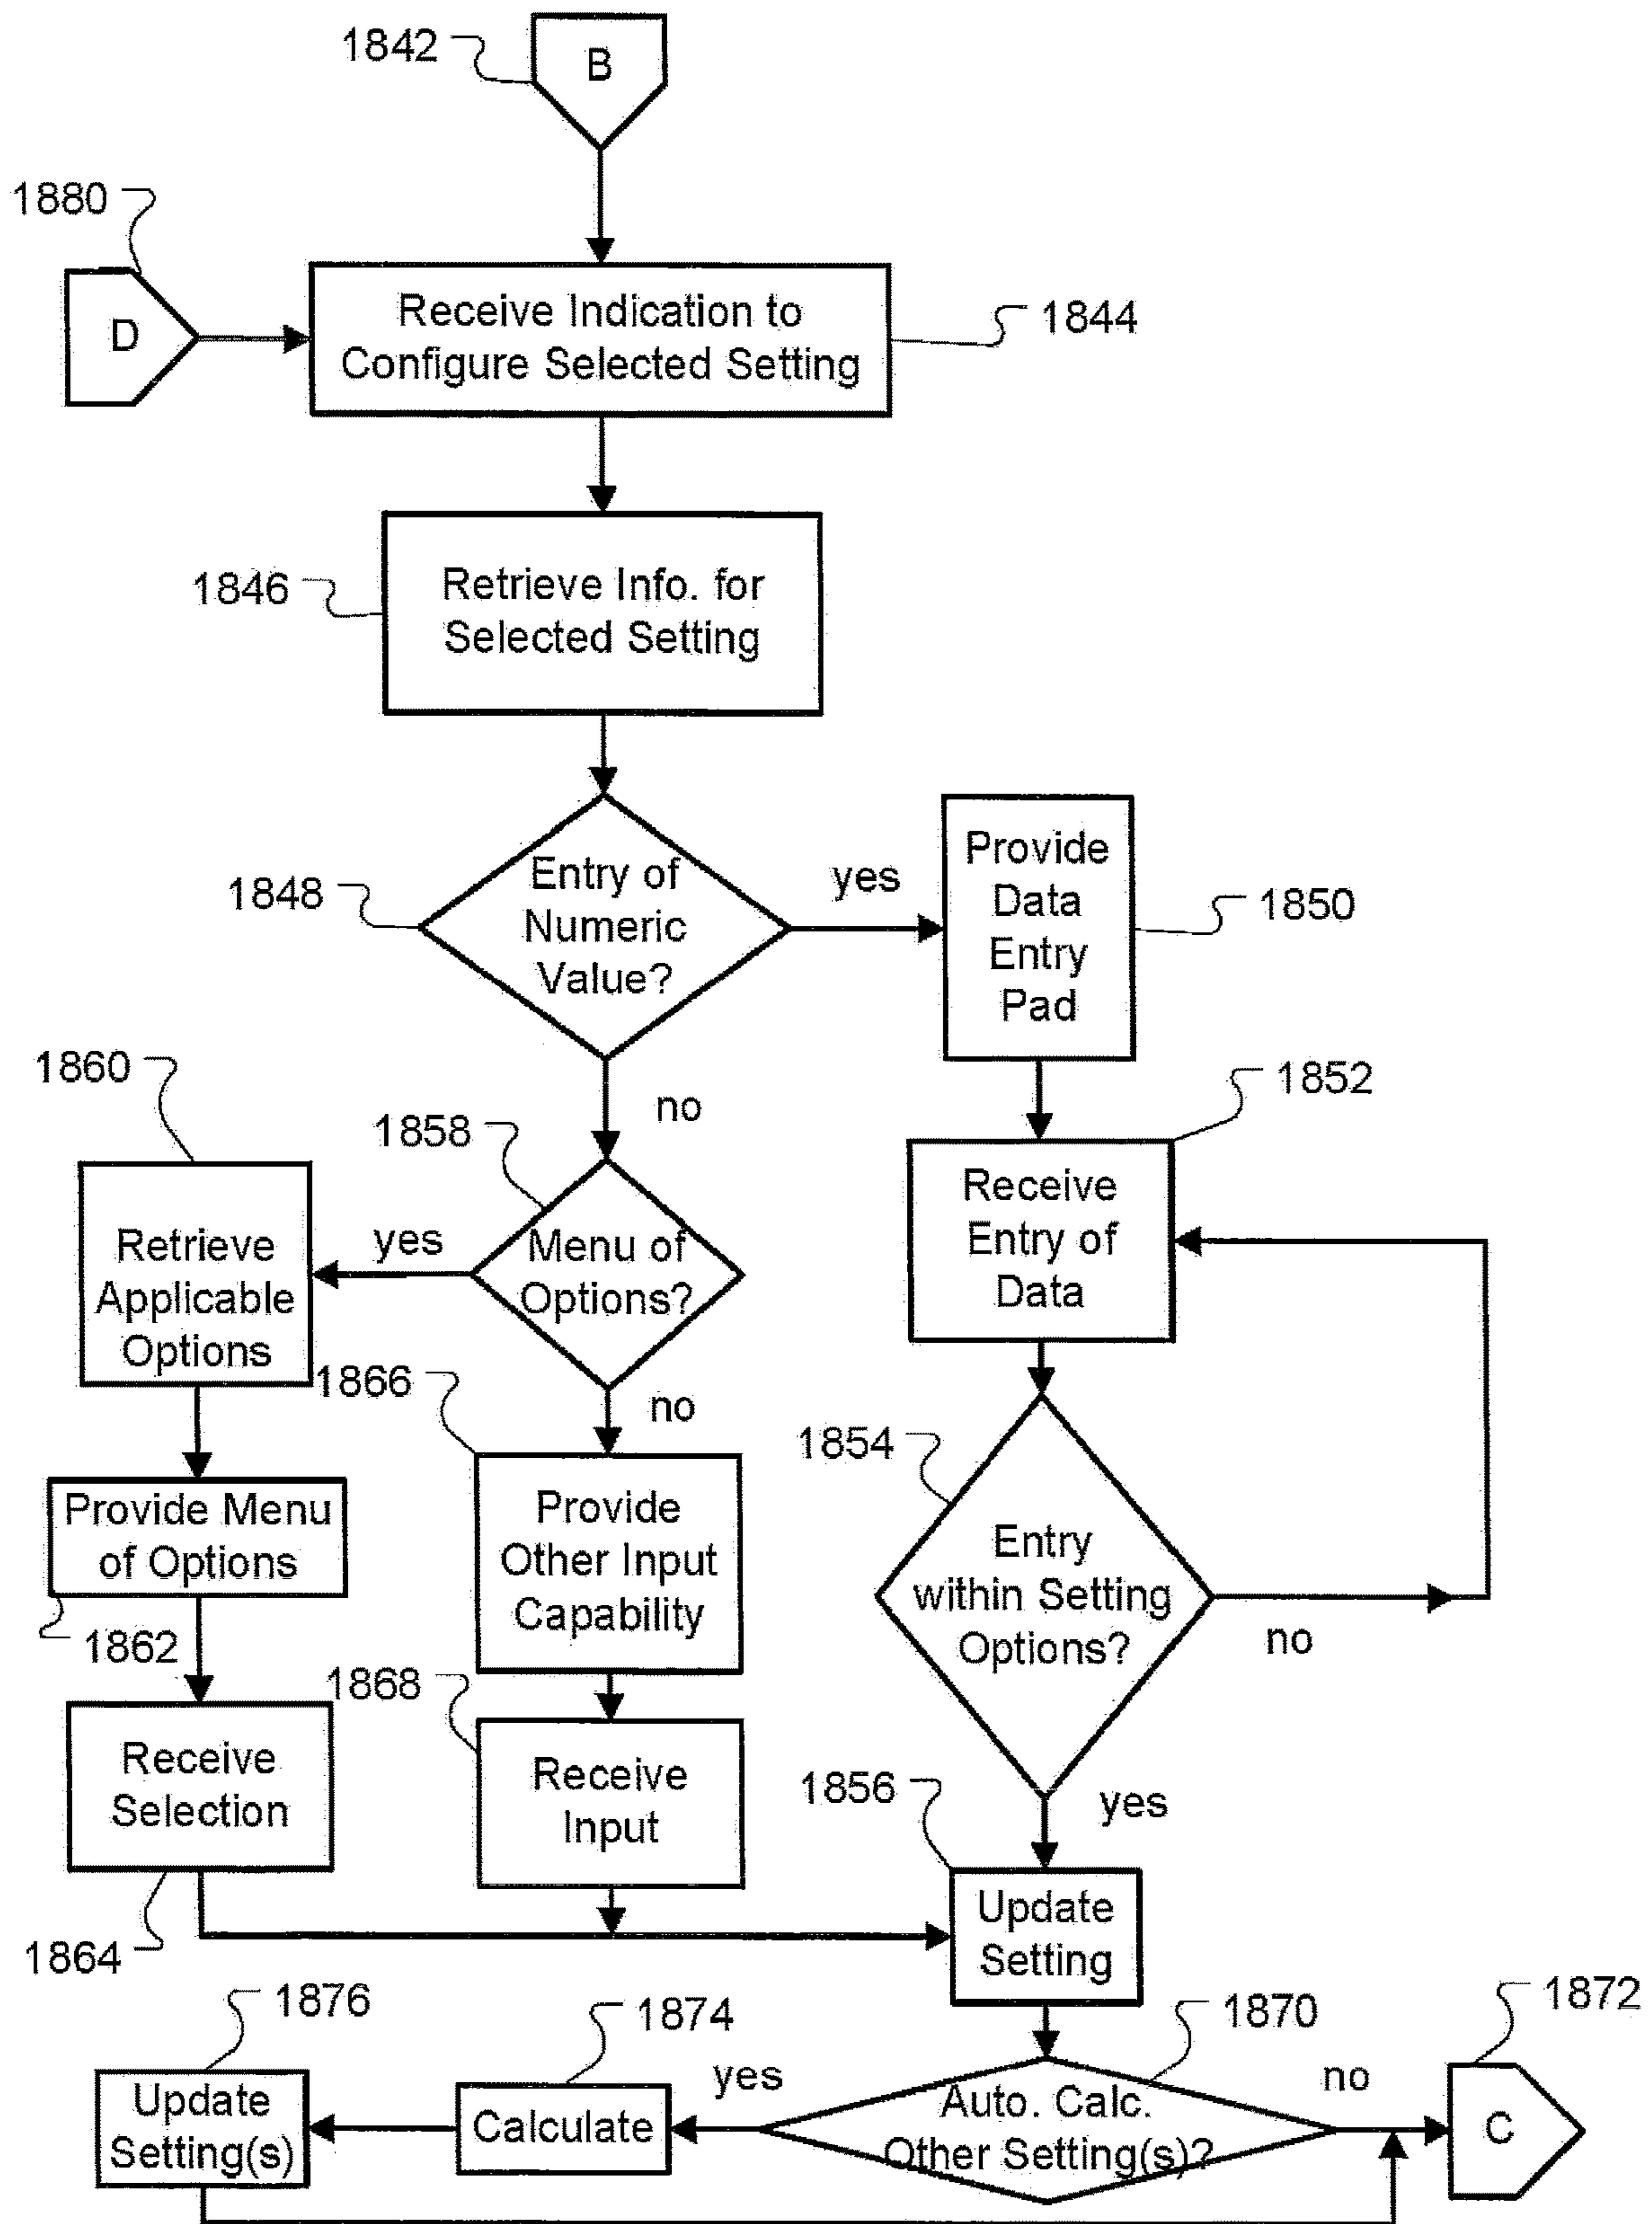 1842
B
1880
D
Receive Indication to
Configure Selected Setting
1844
1846
Retrieve Info. for
Selected Setting
1848
Entry of
Numeric
Value?
yes
Provide
Data
Entry
Pad
1850
1860
no
1852
1858
Retrieve
Applicable
Options
yes
Menu of
Options?
Receive
Entry of
Data
1866
no
1854
Provide Menu
of Options
Provide
Other Input
Capability
Entry
within Setting
Options?
no
1862
1868
Receive
Selection
Receive
Input
1856
yes
Update
Setting
1864
1876
1874
1870
1872
Update
Setting(s)
Calculate
yes
Auto. Calc.
Other Setting(s)?
no
C